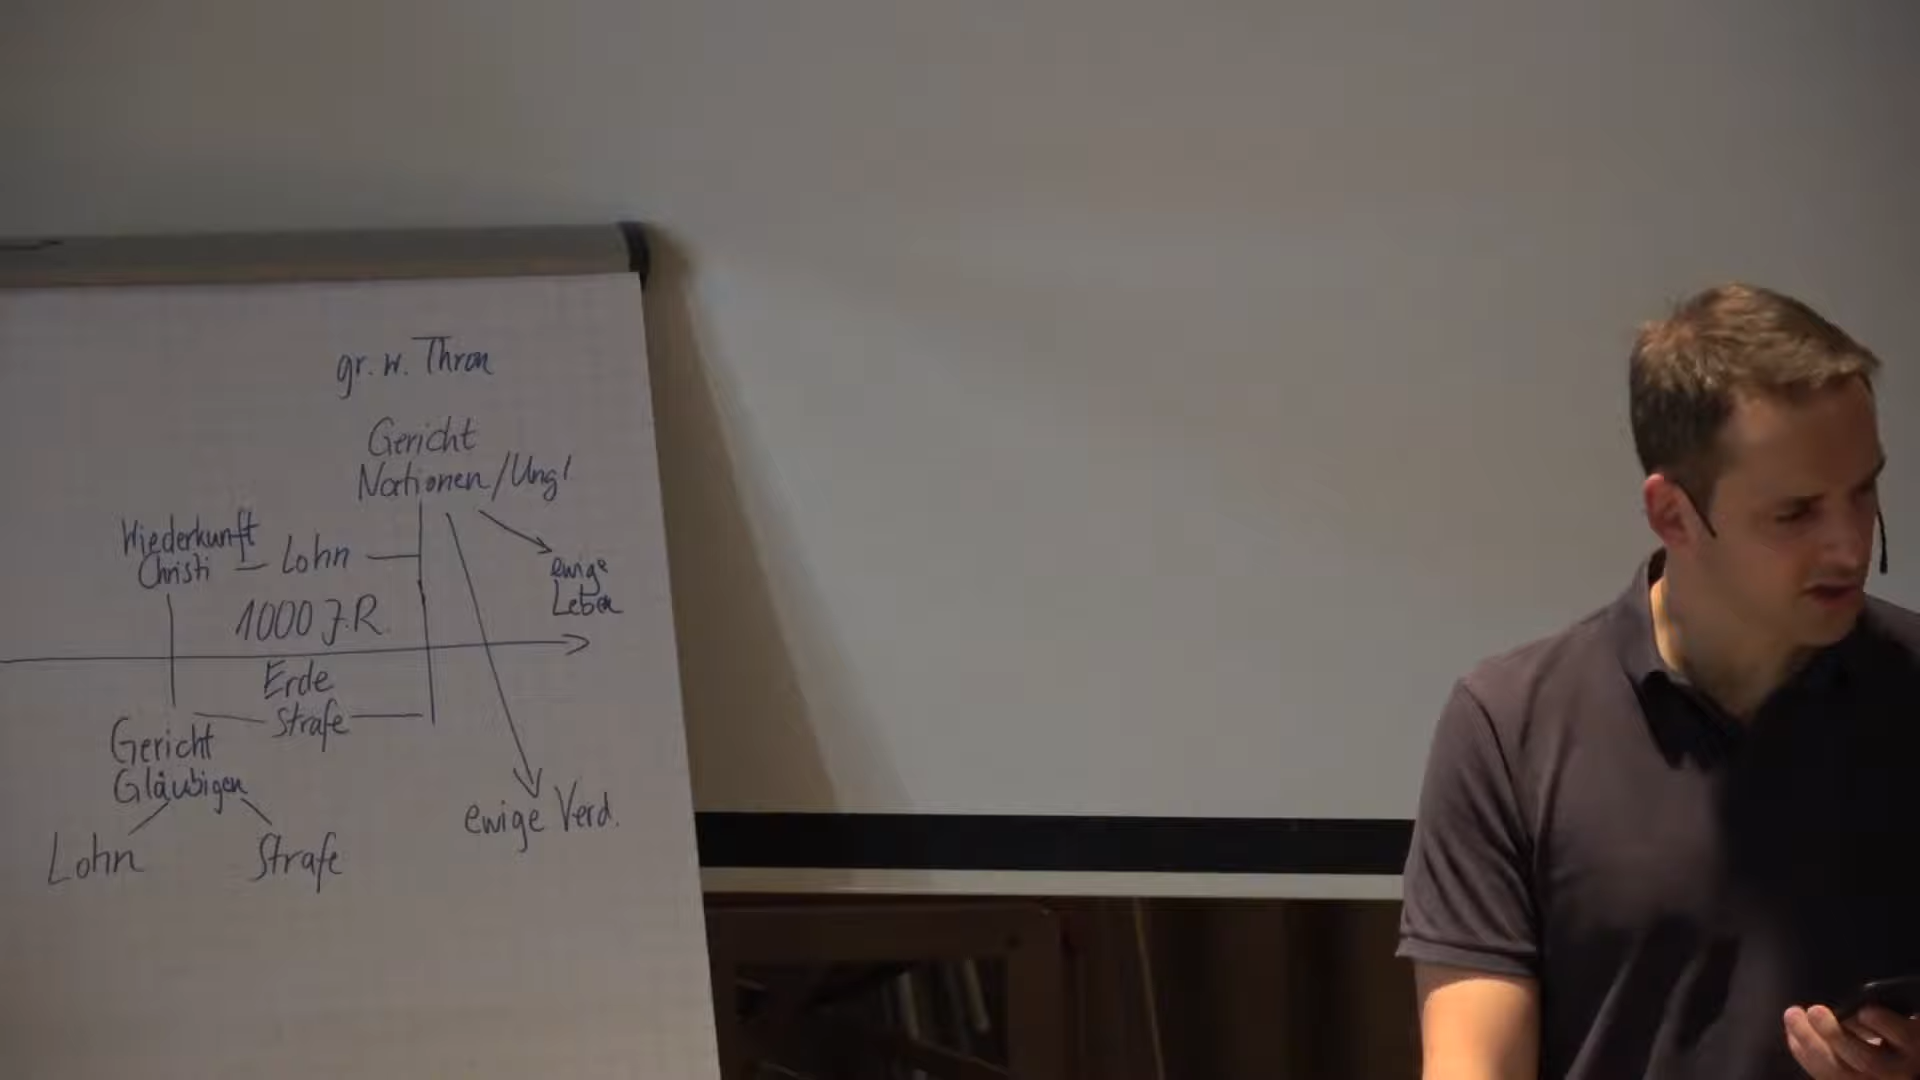 gr. w. Thron
Gericht
Nationen/Ungl
Wiederkunft
Christi
Lohn
ewige
Leben
1000 J.R.
Erde
Strafe
Gericht
Gläubigen
Lohn
Strafe
ewige Verd.